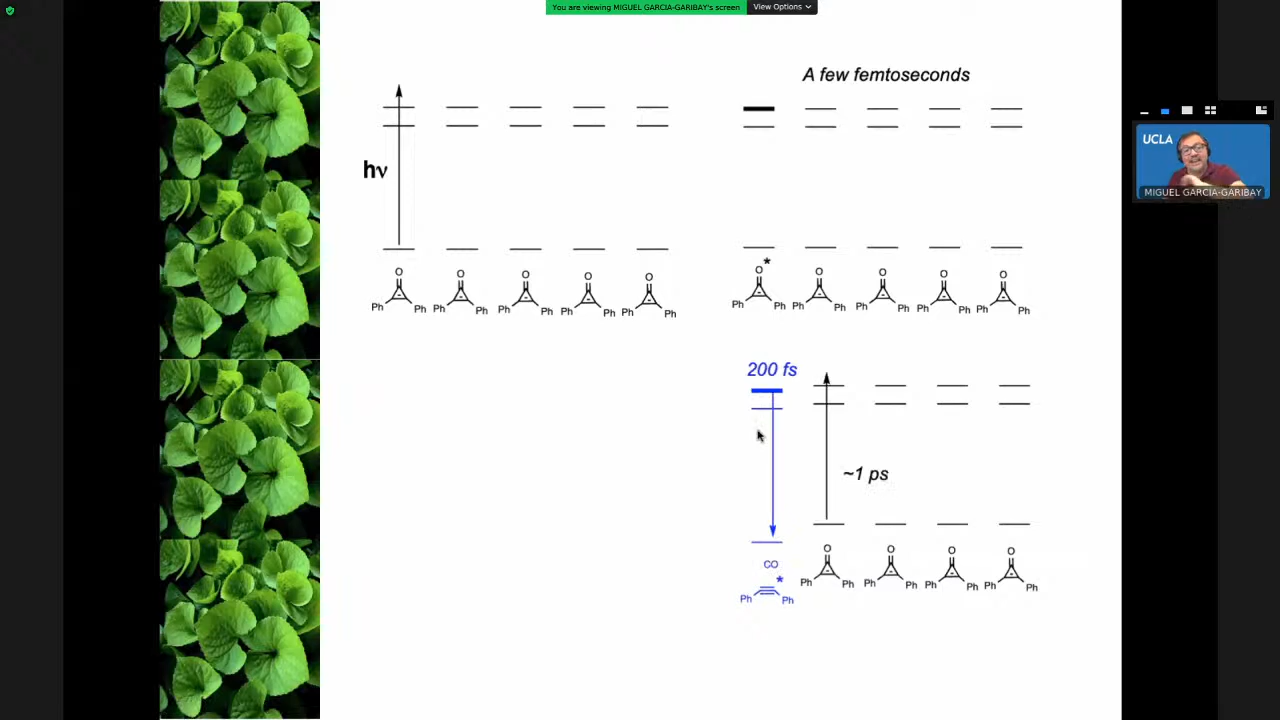 You are viewing MIGUEL GARCIA-GARIBAY's screen
View Options
A few femtoseconds
hν
UCLA
MIGUEL GARCIA-GARIBAY
O O O O O
Ph Ph Ph Ph Ph Ph Ph Ph Ph Ph
O * O O O O
Ph Ph Ph Ph Ph Ph Ph Ph Ph Ph
200 fs
~1 ps
O O O O
CO
Ph Ph Ph Ph Ph Ph Ph Ph
*
Ph Ph